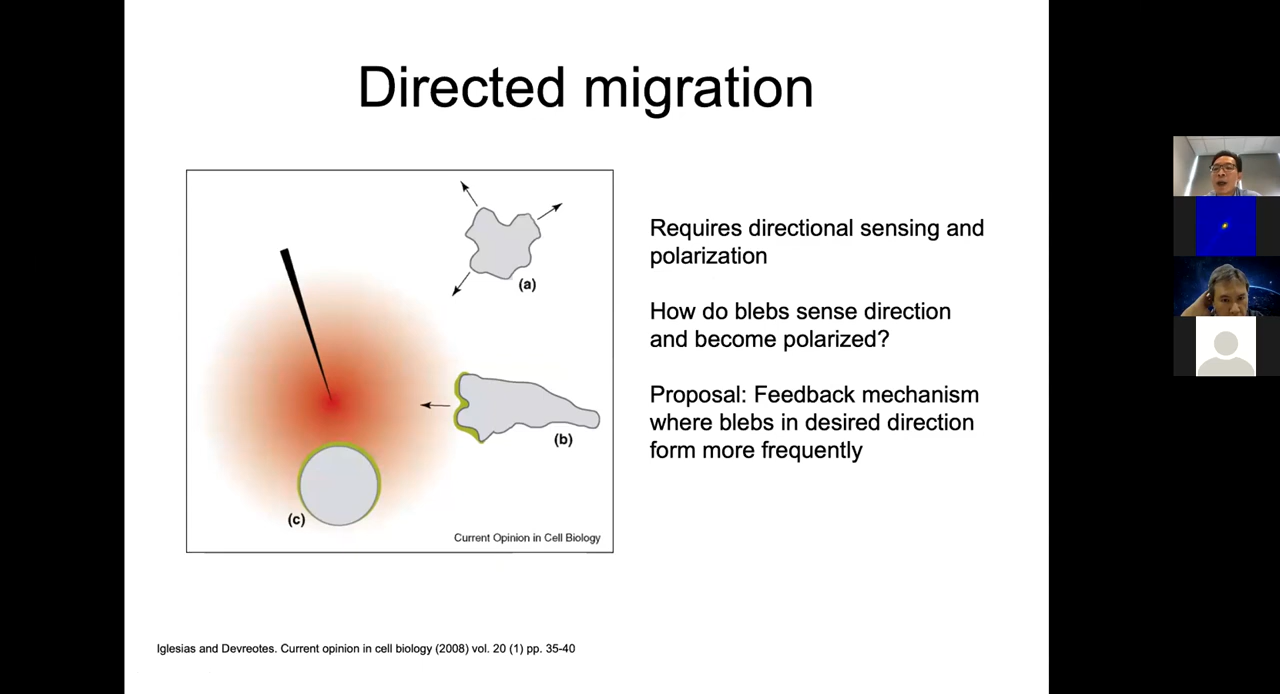 Directed migration
(a)
(b)
(c)
Current Opinion in Cell Biology
Requires directional sensing and
polarization
How do blebs sense direction
and become polarized?
Proposal: Feedback mechanism
where blebs in desired direction
form more frequently
Iglesias and Devreotes. Current opinion in cell biology (2008) vol. 20 (1) pp. 35-40